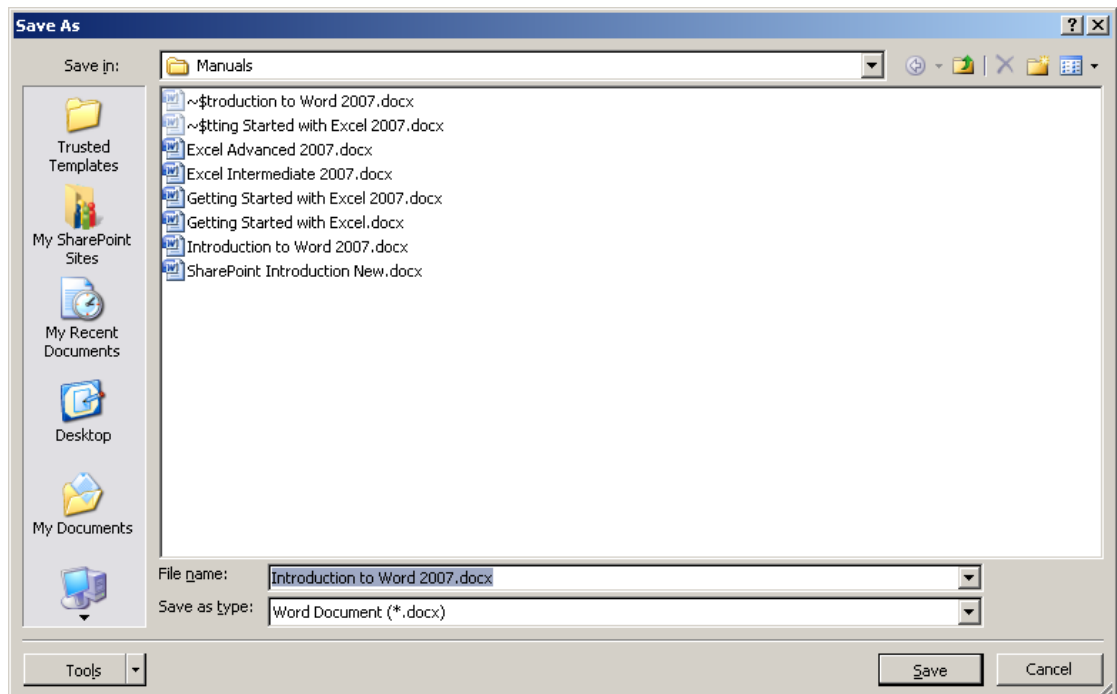 Save As
Save in:
Manuals
Trusted
Templates
My SharePoint
Sites
My Recent
Documents
Desktop
My Documents
~$troduction to Word 2007.docx
~$tting Started with Excel 2007.docx
Excel Advanced 2007.docx
Excel Intermediate 2007.docx
Getting Started with Excel 2007.docx
Getting Started with Excel.docx
Introduction to Word 2007.docx
SharePoint Introduction New.docx
File name:
Introduction to Word 2007.docx
Save as type:
Word Document (*.docx)
Tools
Save
Cancel